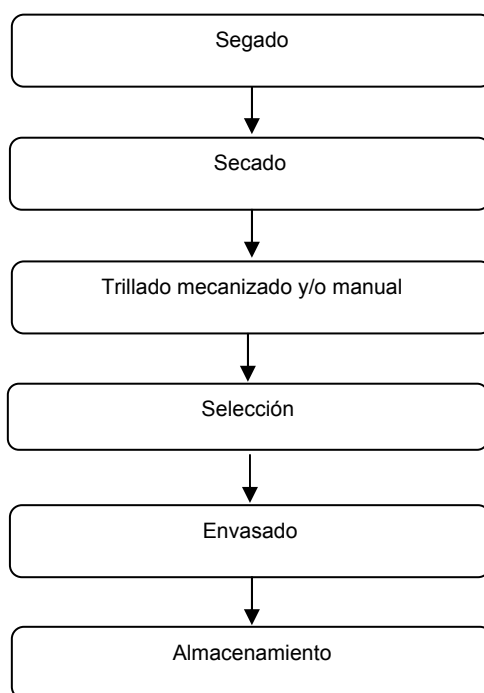 Segado
Secado
Trillado mecanizado y/o manual
Selección
Envasado
Almacenamiento